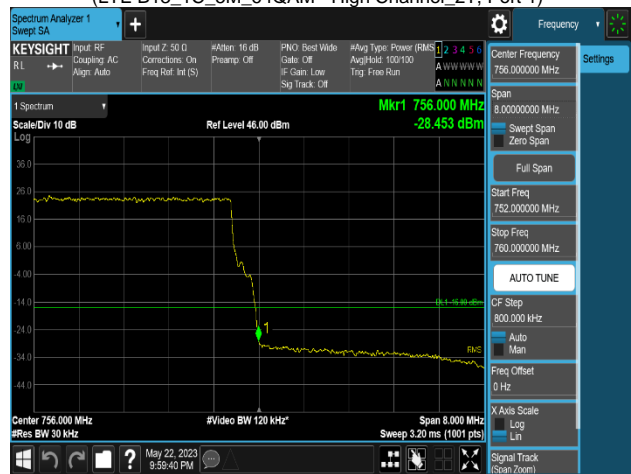 Spectrum Analyzer 1
Swept SA
+
Frequency
KEYSIGHT
RL
Input: RF
Coupling: AC
Align: Auto
Input Z: 50 Ω
Corrections: On
Freq Ref: Int (S)
#Atten: 16 dB
Preamp: Off
PNO: Best Wide
Gate: Off
IF Gain: Low
Sig Track: Off
#Avg Type: Power (RMS
Avg|Hold: 100/100
Trig: Free Run
1 2 3 4 5 6
A W W W W W
A N N N N N
1 Spectrum
Mkr1 756.000 MHz
-28.453 dBm
Scale/Div 10 dB
Ref Level 46.00 dBm
Log
36.0
26.0
16.0
6.00
-4.00
-14.0
-24.0
-34.0
-44.0
1
RMS
Center 756.000 MHz
#Video BW 120 kHz*
Span 8.000 MHz
#Res BW 30 kHz
Sweep 3.20 ms (1001 pts)
May 22, 2023
9:59:40 PM
Center Frequency
756.000000 MHz
Span
8.00000000 MHz
Swept Span
Zero Span
Full Span
Start Freq
752.000000 MHz
Stop Freq
760.000000 MHz
AUTO TUNE
CF Step
800.000 kHz
Auto
Man
Freq Offset
0 Hz
X Axis Scale
Log
Lin
Signal Track
(Span Zoom)
Settings